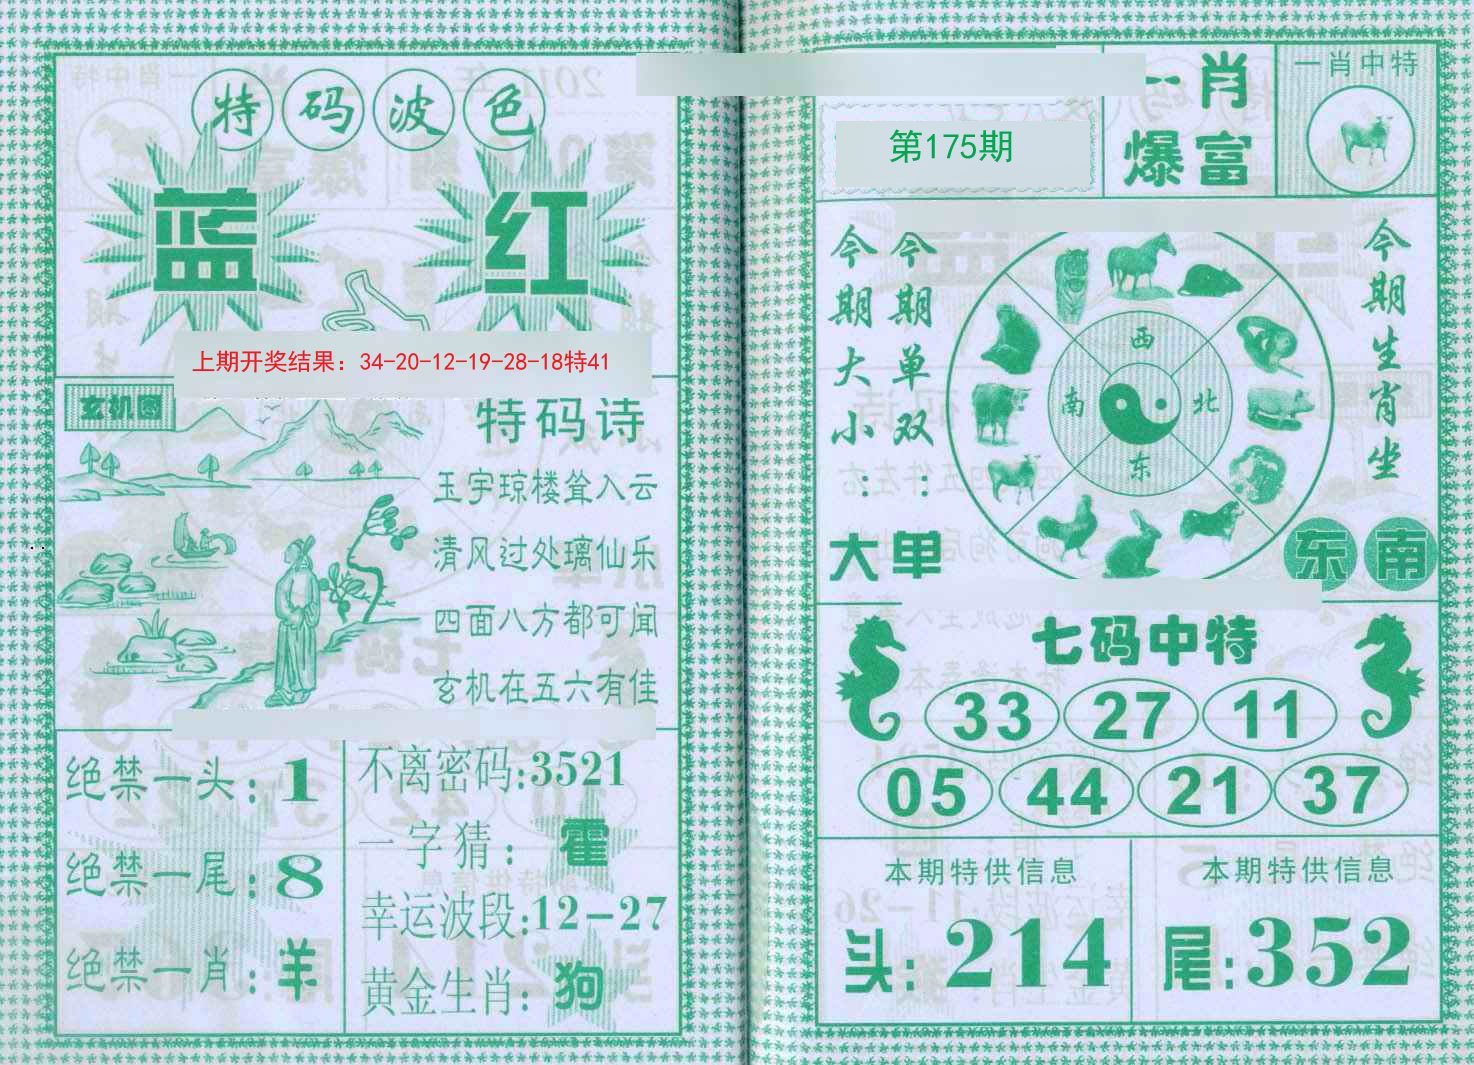 特码波色
蓝 红
上期开奖结果：34-20-12-19-28-18特41
玄机图
特码诗
玉宇琼楼耸入云
清风过处璃仙乐
四面八方都可闻
玄机在五六有佳
绝禁一头：1
绝禁一尾：8
绝禁一肖：羊
不离密码：3521
一字猜：霍
幸运波段：12-27
黄金生肖：狗
第175期
一肖
爆富
一肖中特
今期大小：大
今期单双：单
西
南 北
东
今期生肖坐
东南
七码中特
33 27 11
05 44 21 37
本期特供信息
头：214
本期特供信息
尾：352